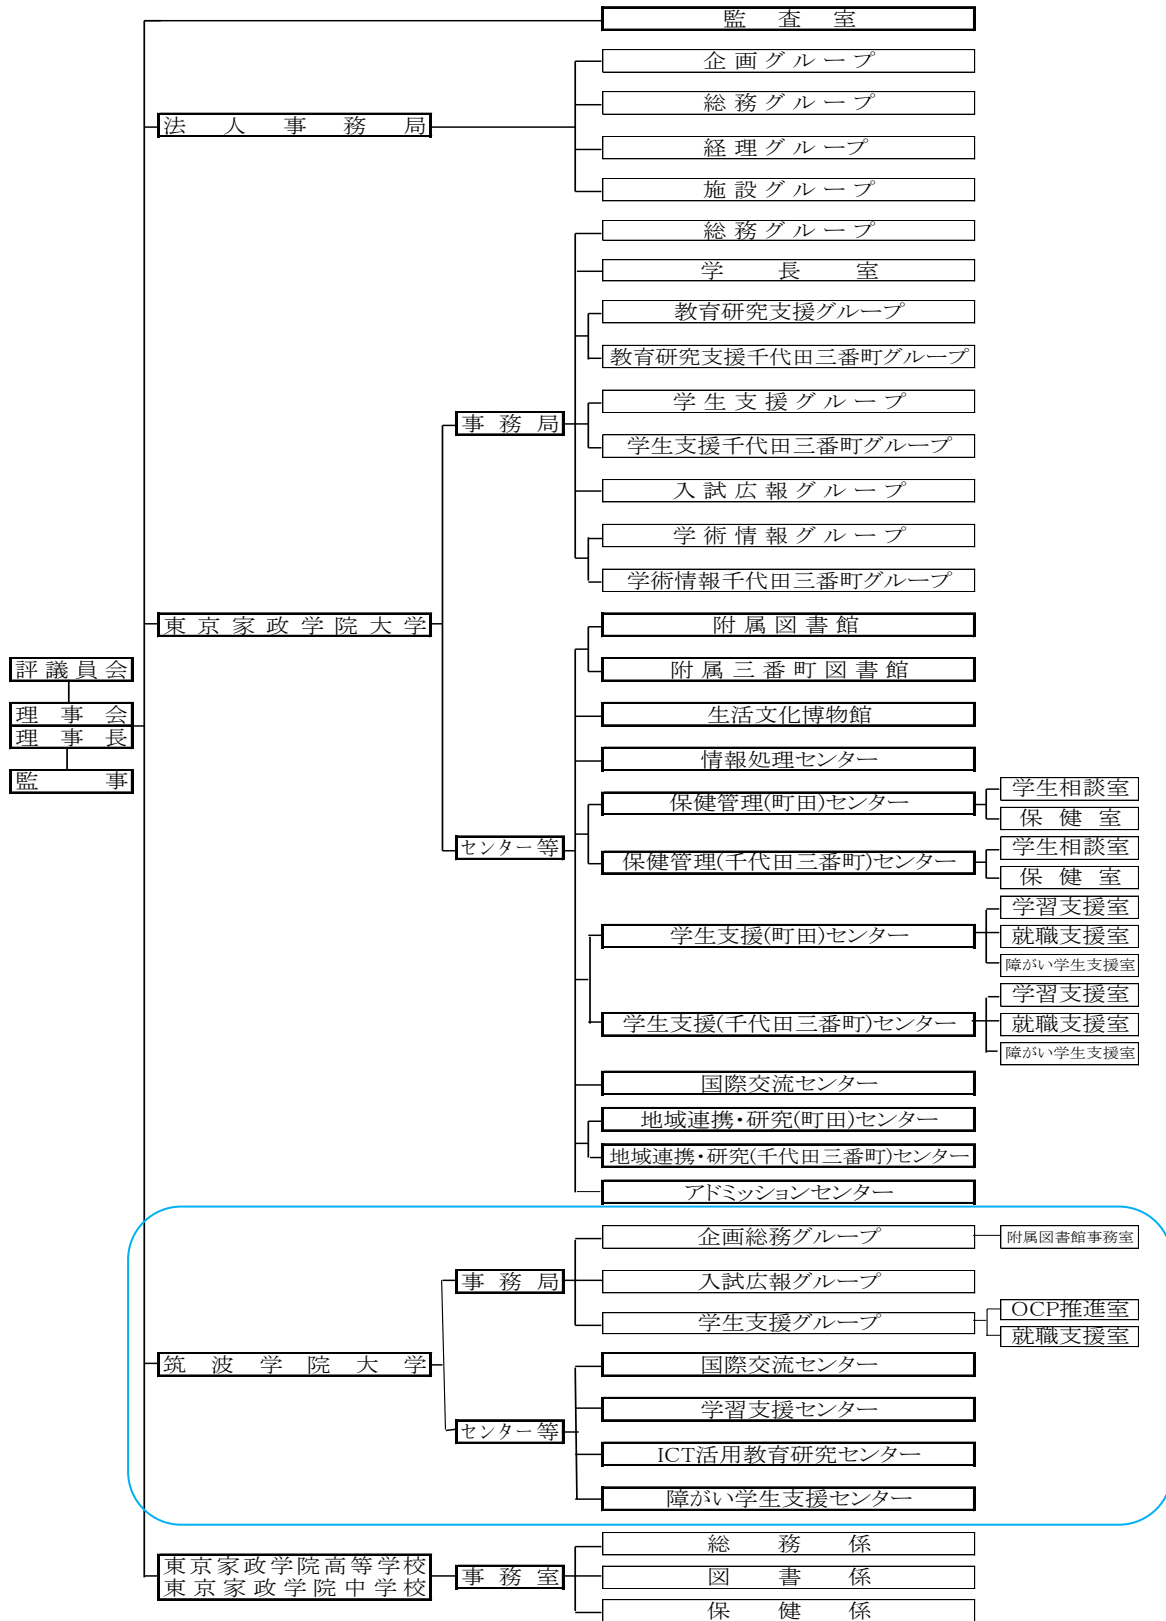 監査室
企画グループ
総務グループ
法人事務局
経理グループ
施設グループ
総務グループ
学長室
教育研究支援グループ
教育研究支援千代田三番町グループ
学生支援グループ
事務局
学生支援千代田三番町グループ
入試広報グループ
学術情報グループ
学術情報千代田三番町グループ
東京家政学院大学
附属図書館
評議員会
附属三番町図書館
理事会
理事長
生活文化博物館
監事
情報処理センター
保健管理(町田)センター
学生相談室
保健室
センター等
保健管理(千代田三番町)センター
学生相談室
保健室
学生支援(町田)センター
学習支援室
就職支援室
障がい学生支援室
学生支援(千代田三番町)センター
学習支援室
就職支援室
障がい学生支援室
国際交流センター
地域連携・研究(町田)センター
地域連携・研究(千代田三番町)センター
アドミッションセンター
企画総務グループ
附属図書館事務室
事務局
入試広報グループ
学生支援グループ
OCP推進室
就職支援室
筑波学院大学
国際交流センター
学習支援センター
センター等
ICT活用教育研究センター
障がい学生支援センター
東京家政学院高等学校
東京家政学院中学校
事務室
総務係
図書係
保健係